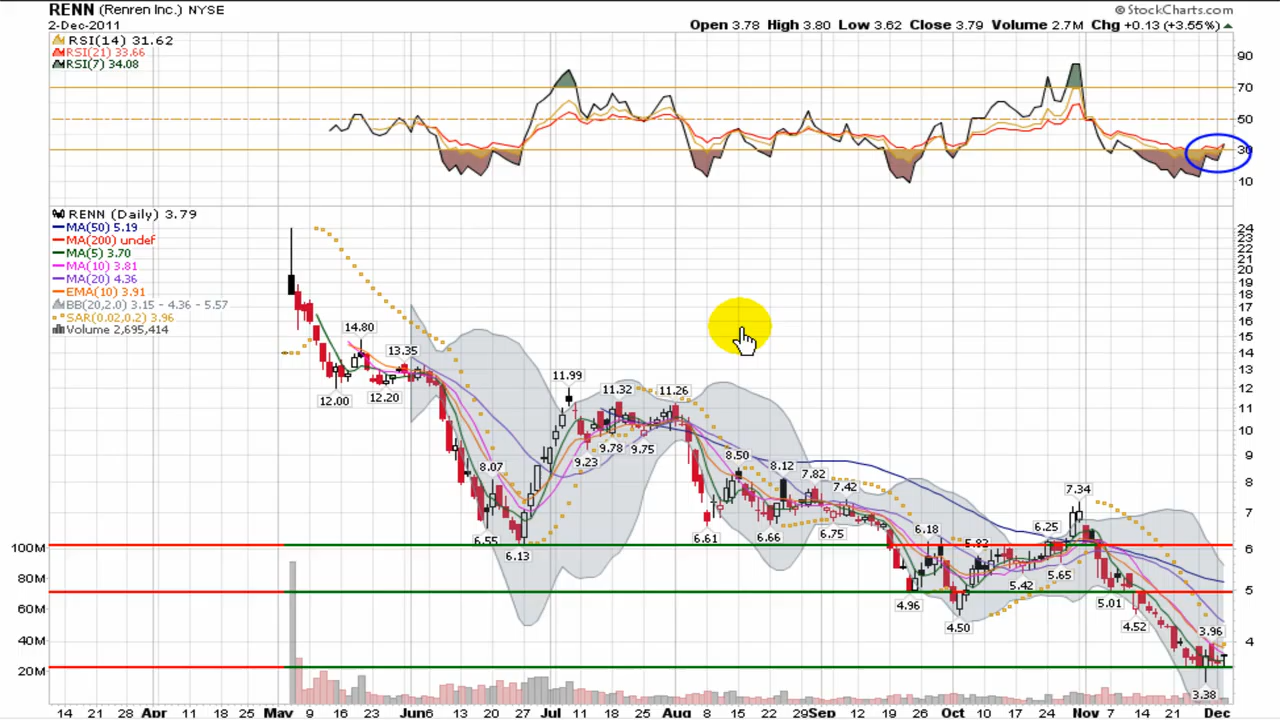 RENN (Renren Inc.) NYSE
© StockCharts.com
2-Dec-2011
Open 3.78 High 3.80 Low 3.62 Close 3.79 Volume 2.7M Chg +0.13 (+3.55%)
RSI(14) 31.62
RSI(21) 33.66
RSI(7) 34.08
90
70
50
30
10
RENN (Daily) 3.79
MA(50) 5.19
MA(200) undef
MA(5) 3.70
MA(10) 3.81
MA(20) 4.36
EMA(10) 3.91
BB(20,2.0) 3.15 - 4.36 - 5.57
SAR(0.02,0.2) 3.96
Volume 2,695,414
24
23
22
21
20
19
18
17
16
15
14
13
12
11
10
9
8
7
6
5
4
14.80
13.35
12.00
12.20
11.99
11.32
11.26
9.23
9.78
9.75
8.07
8.50
8.12
7.82
7.42
7.34
6.55
6.13
6.61
6.66
6.75
6.18
5.92
6.25
5.42
5.65
4.96
4.50
5.01
4.52
3.96
3.38
100M
80M
60M
40M
20M
14 21 28 Apr 11 18 25 May 9 16 23 Jun 6 13 20 27 Jul 11 18 25 Aug 8 15 22 29 Sep 12 19 26 Oct 10 17 24 Nov 7 14 21 Dec